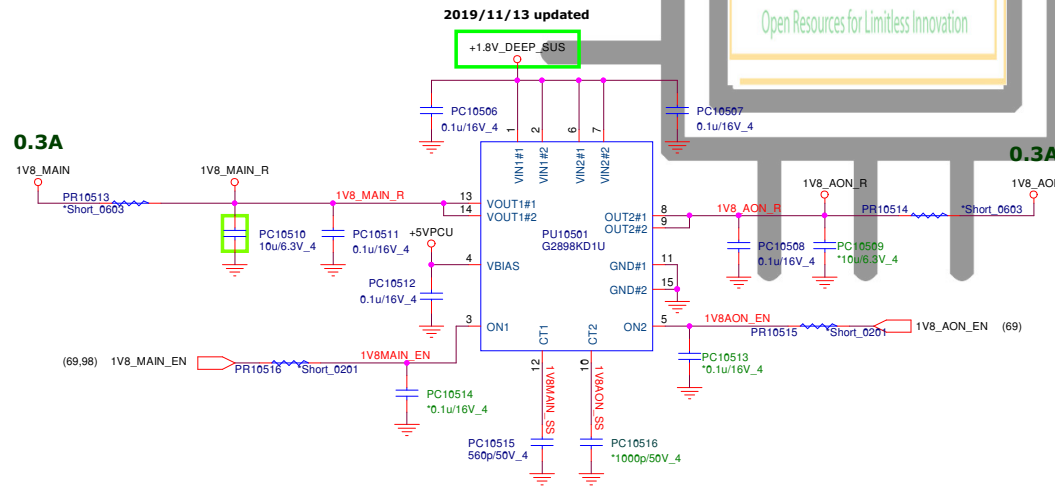 2019/11/13 updated
Open Resources for Limitless Innovation
+1.8V_DEEP_SUS
PC10506
0.1u/16V_4
PC10507
0.1u/16V_4
1
2
6
7
0.3A
0.3A
VIN1#1
VIN1#2
VIN2#1
VIN2#2
1V8_MAIN
1V8_MAIN_R
PR10513
*Short_0603
1V8_MAIN_R
13
14
VOUT1#1
VOUT1#2
PC10510
10u/6.3V_4
PC10511
0.1u/16V_4
+5VPCU
4
VBIAS
PC10512
0.1u/16V_4
PU10501
G2898KD1U
OUT2#1
OUT2#2
8
9
1V8_AON_R
1V8_AON_R
PR10514
*Short_0603
1V8_AO
PC10508
0.1u/16V_4
PC10509
*10u/6.3V_4
GND#1
GND#2
11
15
3
ON1
ON2
5
1V8AON_EN
PR10515
Short_0201
1V8_AON_EN
(69)
PC10513
*0.1u/16V_4
(69,98)
1V8_MAIN_EN
PR10516
Short_0201
1V8MAIN_EN
PC10514
*0.1u/16V_4
CT1
CT2
12
10
1V8MAIN_SS
1V8AON_SS
PC10515
560p/50V_4
PC10516
*1000p/50V_4